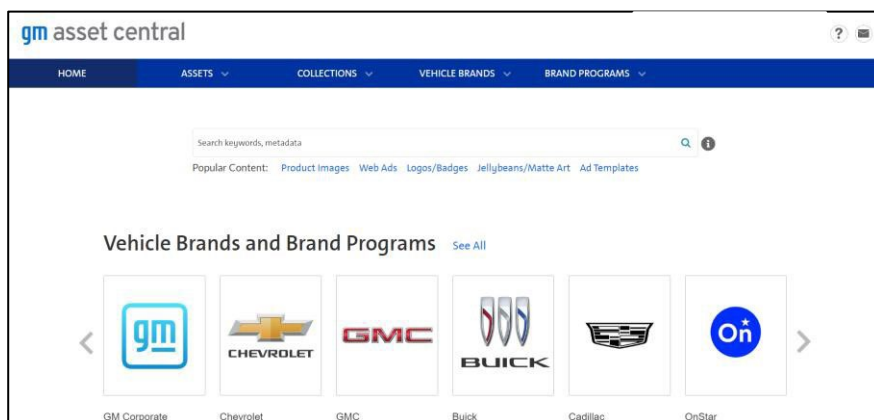 gm asset central
?
HOME ASSETS COLLECTIONS VEHICLE BRANDS BRAND PROGRAMS
Search keywords, metadata
Popular Content: Product Images Web Ads Logos/Badges Jellybeans/Matte Art Ad Templates
Vehicle Brands and Brand Programs See All
gm CHEVROLET GMC BUICK On
GM Corporate Chevrolet GMC Buick Cadillac OnStar